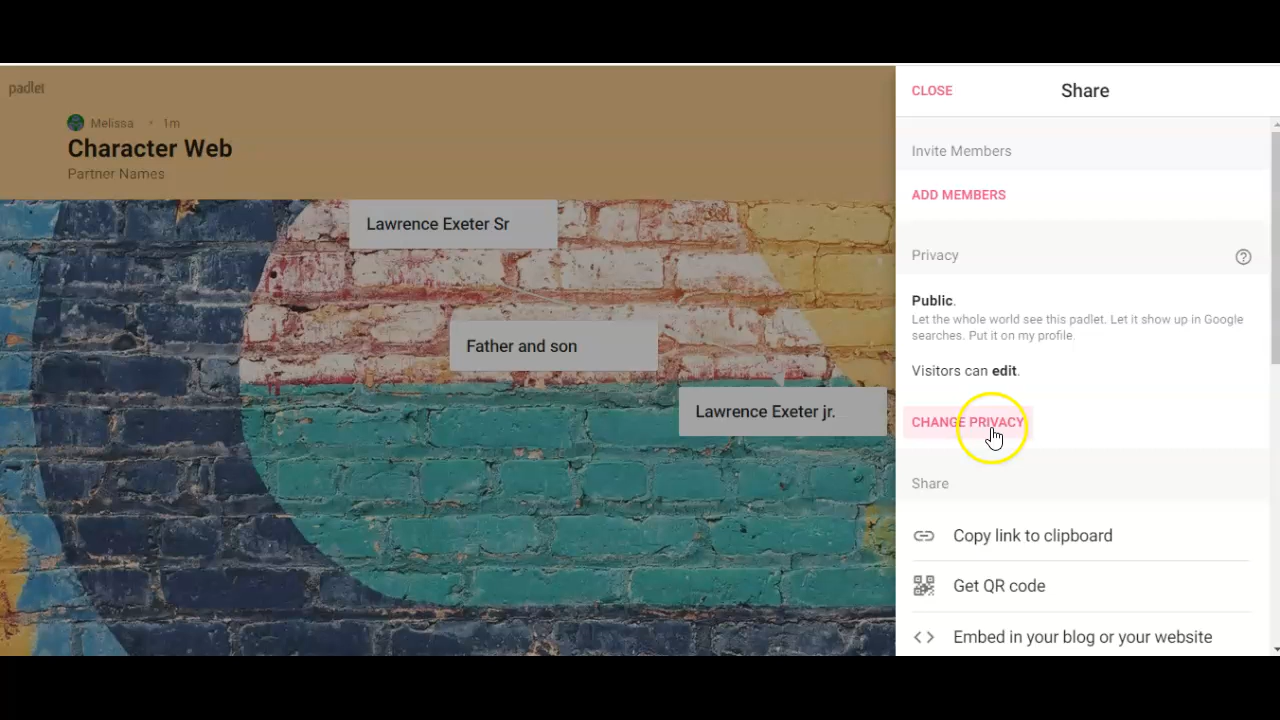 padlet
Melissa • 1m
Character Web
Partner Names
Lawrence Exeter Sr
Father and son
Lawrence Exeter jr.
CLOSE
Share
Invite Members
ADD MEMBERS
Privacy
Public.
Let the whole world see this padlet. Let it show up in Google
searches. Put it on my profile.
Visitors can edit.
CHANGE PRIVACY
Share
Copy link to clipboard
Get QR code
Embed in your blog or your website